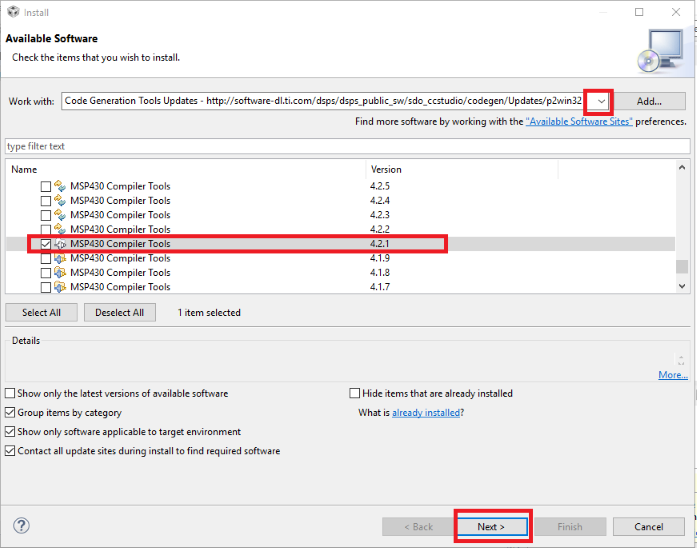 Install
Available Software
Check the items that you wish to install.
Work with: Code Generation Tools Updates - http://software-dl.ti.com/dsps/dsps_public_sw/sdo_ccstudio/codegen/Updates/p2win32 Add...
Find more software by working with the "Available Software Sites" preferences.
type filter text
Name Version
MSP430 Compiler Tools 4.2.5
MSP430 Compiler Tools 4.2.4
MSP430 Compiler Tools 4.2.3
MSP430 Compiler Tools 4.2.2
MSP430 Compiler Tools 4.2.1
MSP430 Compiler Tools 4.1.9
MSP430 Compiler Tools 4.1.8
MSP430 Compiler Tools 4.1.7
Select All Deselect All 1 item selected
Details
More...
Show only the latest versions of available software Hide items that are already installed
Group items by category What is already installed?
Show only software applicable to target environment
Contact all update sites during install to find required software
? < Back Next > Finish Cancel